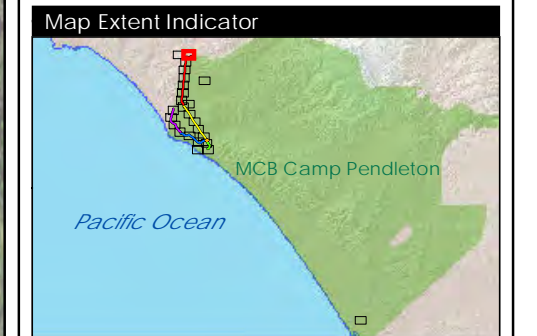 Map Extent Indicator
MCB Camp Pendleton
Pacific Ocean